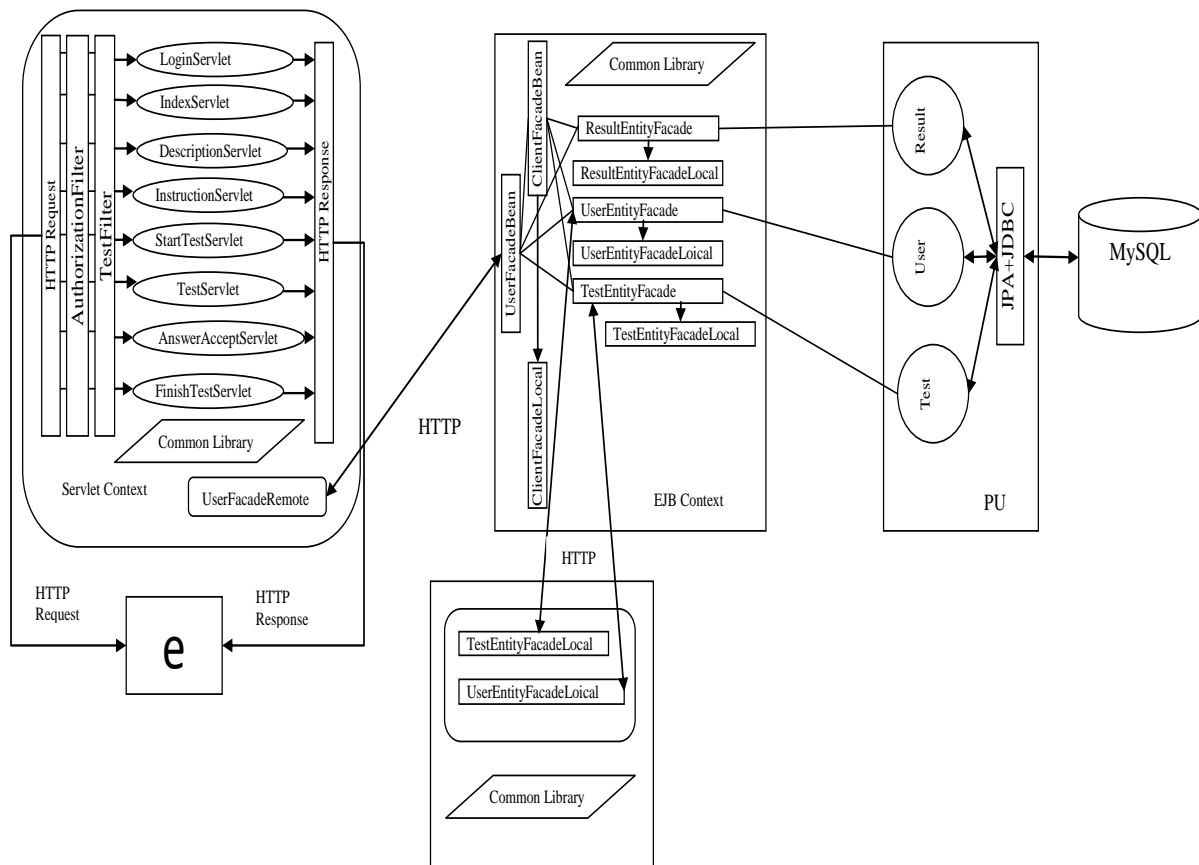 HTTP Request
AuthorizationFilter
TestFilter
LoginServlet
IndexServlet
DescriptionServlet
InstructionServlet
StartTestServlet
TestServlet
AnswerAcceptServlet
FinishTestServlet
HTTP Response
Common Library
Servlet Context
UserFacadeRemote
HTTP
Request
HTTP
Response
e
HTTP
UserFacadeBean
ClientFacadeBean
ClientFacadeLocal
Common Library
ResultEntityFacade
ResultEntityFacadeLocal
UserEntityFacade
UserEntityFacadeLoical
TestEntityFacade
TestEntityFacadeLocal
EJB Context
HTTP
TestEntityFacadeLocal
UserEntityFacadeLoical
Common Library
Result
User
Test
JPA+JDBC
PU
MySQL